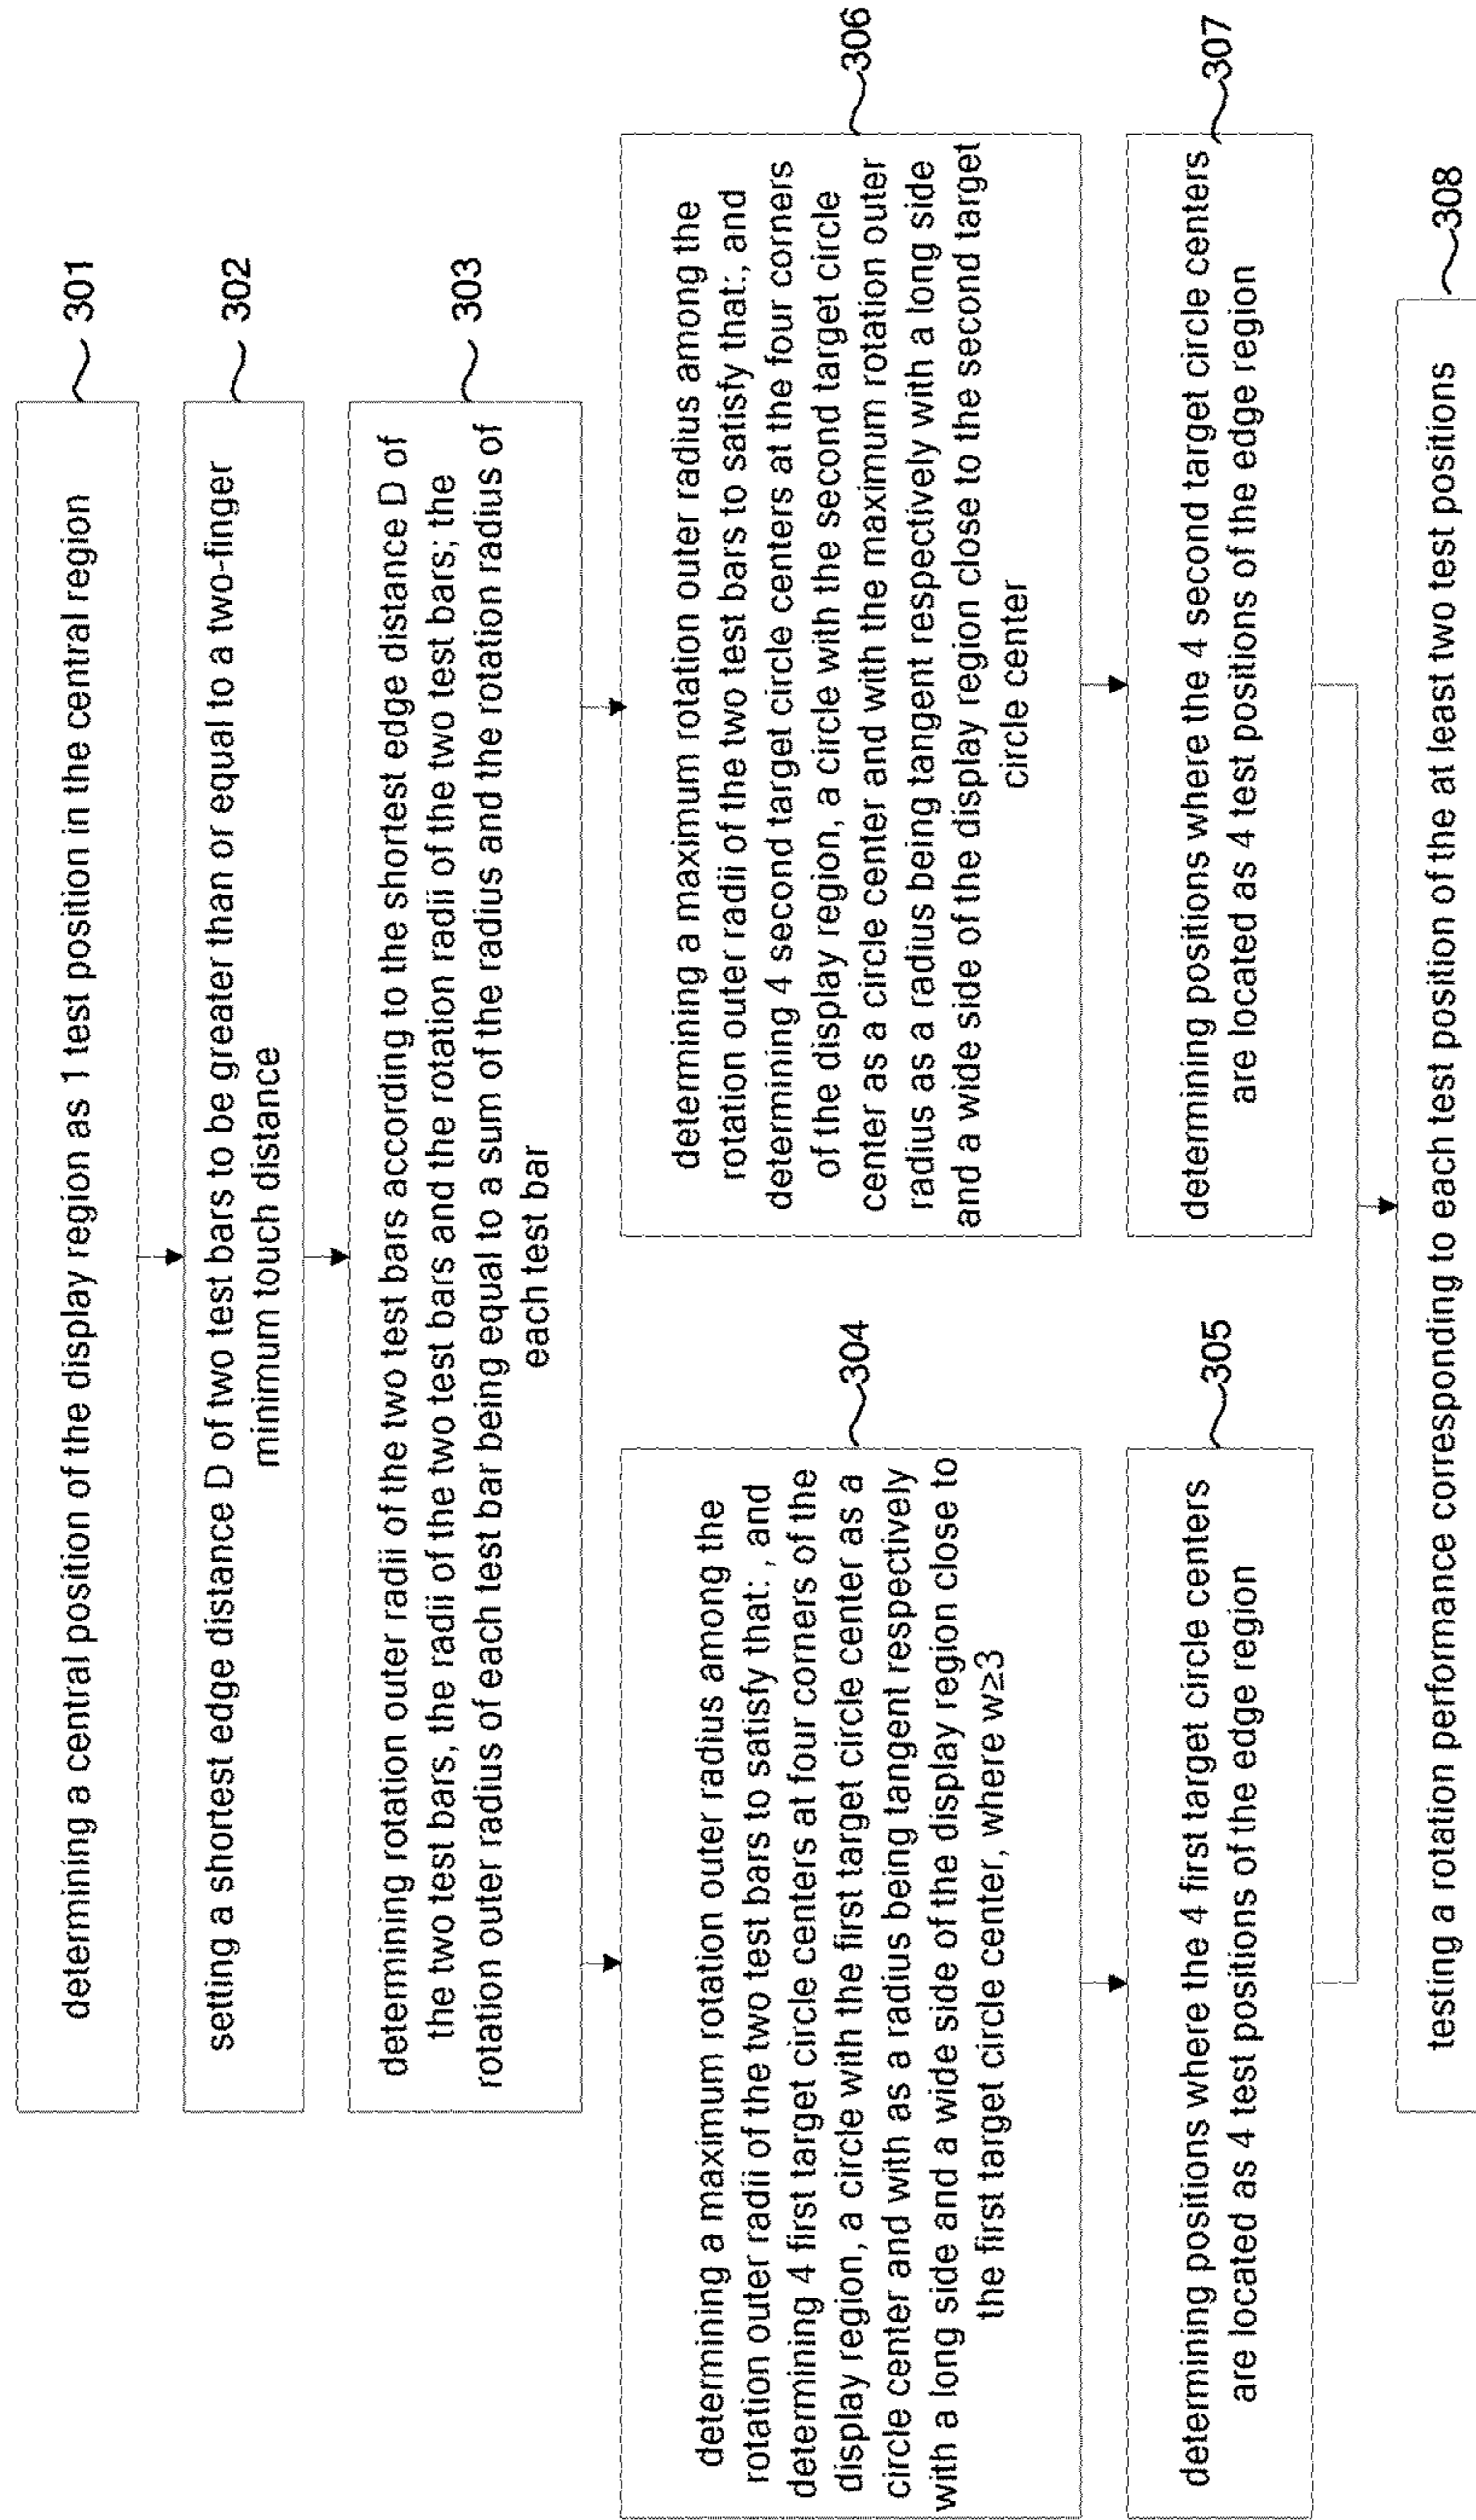 determining a central position of the display region as 1 test position in the central region
301
setting a shortest edge distance D of two test bars to be greater than or equal to a two-finger
minimum touch distance
302
determining rotation outer radii of the two test bars according to the shortest edge distance D of
the two test bars, the radii of the two test bars and the rotation radii of the two test bars; the
rotation outer radius of each test bar being equal to a sum of the radius and the rotation radius of
each test bar
303
determining a maximum rotation outer radius among the
rotation outer radii of the two test bars to satisfy that: , and
determining 4 first target circle centers at four corners of the
display region, a circle with the first target circle center as a
circle center and with as a radius being tangent respectively
with a long side and a wide side of the display region close to
the first target circle center, where w≥3
304
determining positions where the 4 first target circle centers
are located as 4 test positions of the edge region
305
determining a maximum rotation outer radius among the
rotation outer radii of the two test bars to satisfy that:, and
determining 4 second target circle centers at the four corners
of the display region, a circle with the second target circle
center as a circle center and with the maximum rotation outer
radius as a radius being tangent respectively with a long side
and a wide side of the display region close to the second target
circle center
306
determining positions where the 4 second target circle centers
are located as 4 test positions of the edge region
307
testing a rotation performance corresponding to each test position of the at least two test positions
308